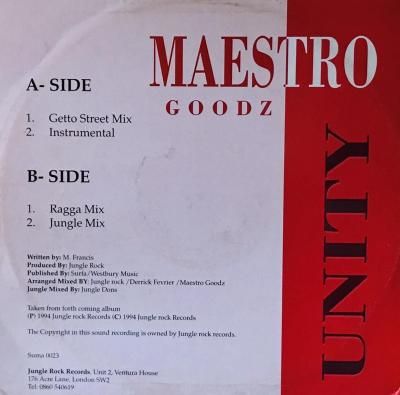 MAESTRO
GOODZ
UNITY
A- SIDE
1. Getto Street Mix
2. Instrumental
B- SIDE
1. Ragga Mix
2. Jungle Mix
Written by: M. Francis
Produced By: Jungle Rock
Published By: Surfa/Westbury Music
Arranged Mixed BY: Jungle rock /Derrick Fevrier /Maestro Goodz
Jungle Mixed By: Jungle Dons
Taken from forth coming album
(P) 1994 Jungle rock Records (C) 1994 Jungle rock Records
The Copyright in this sound recording is owned by Jungle rock records.
Suma 0023
Jungle Rock Records, Unit 2, Ventura House
176 Acre Lane, London SW2
Tel: 0860 540619